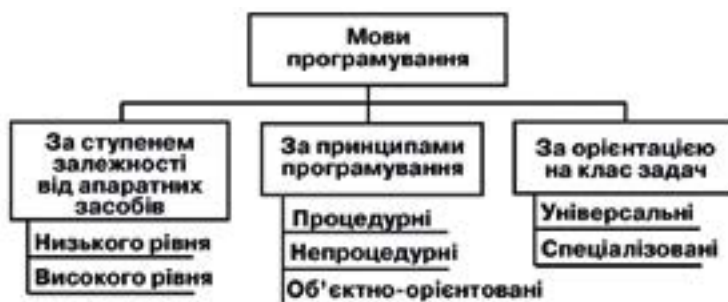 Мови
програмування
За ступенем
залежності
від апаратних
засобів
Низького рівня
Високого рівня
За принципами
програмування
Процедурні
Непроцедурні
Об'єктно-орієнтовані
За орієнтацією
на клас задач
Універсальні
Спеціалізовані